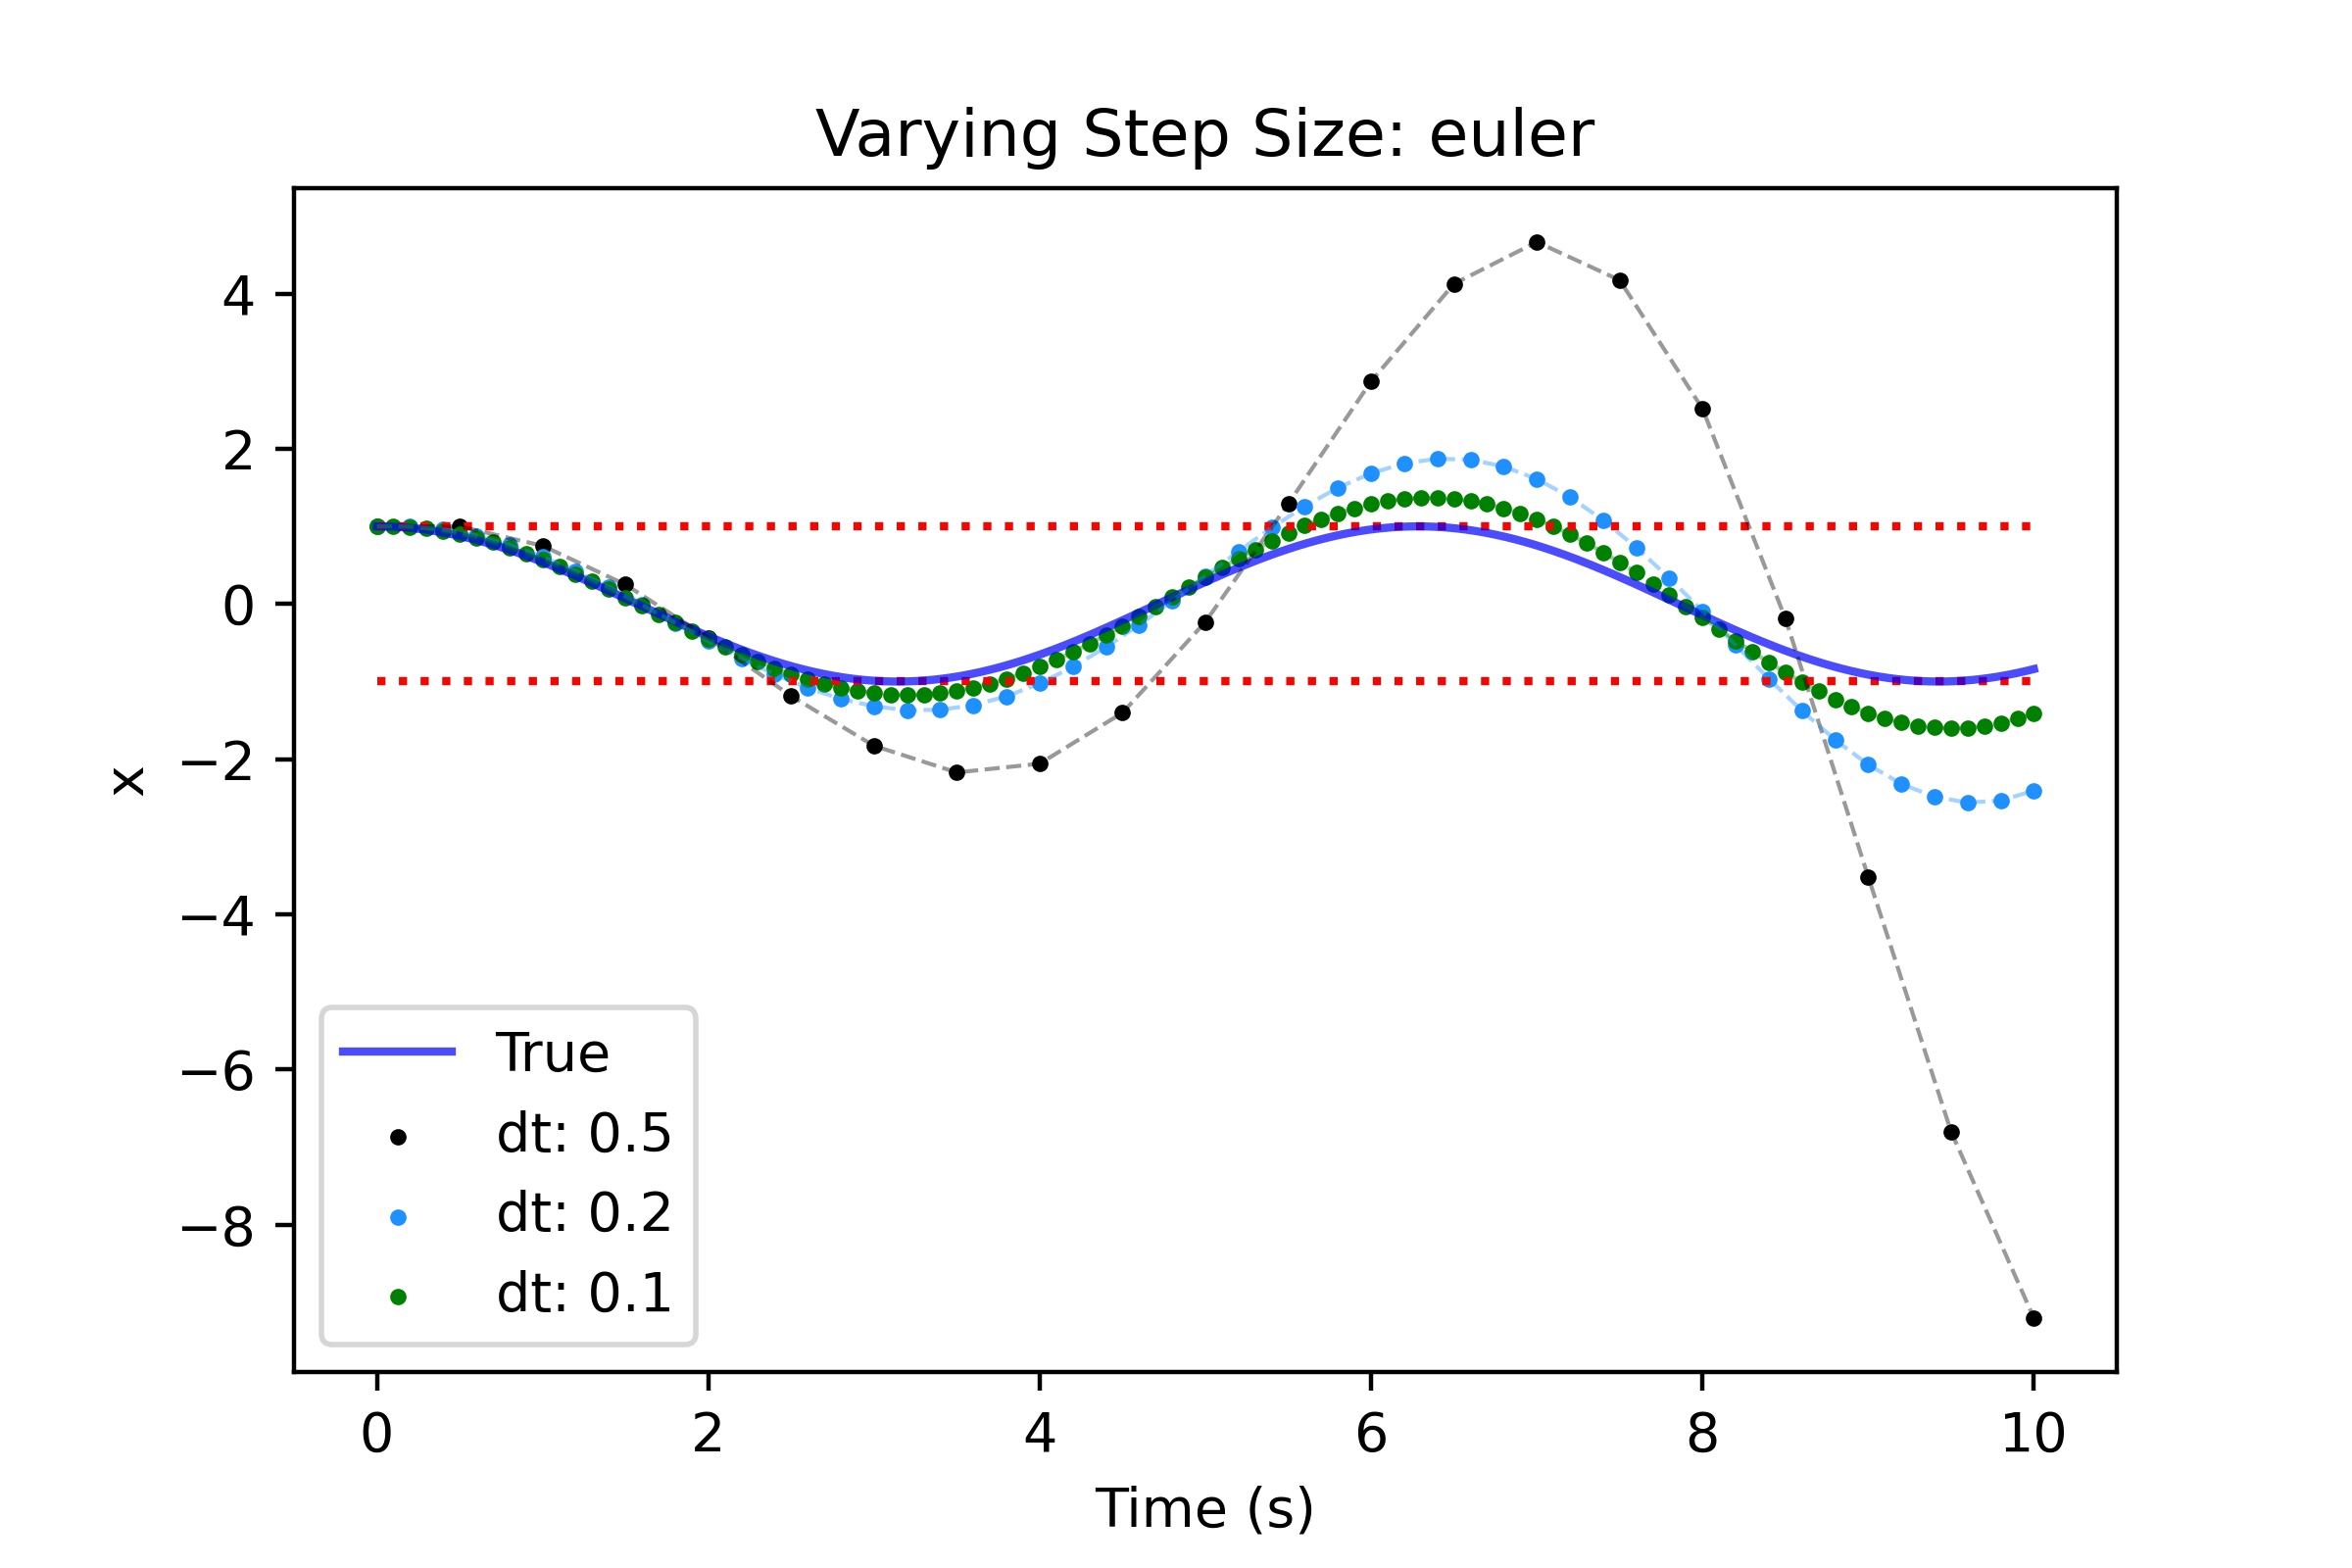 Varying Step Size: euler
4
2
0
−2
−4
−6
−8
x
True
dt: 0.5
dt: 0.2
dt: 0.1
0 2 4 6 8 10
Time (s)